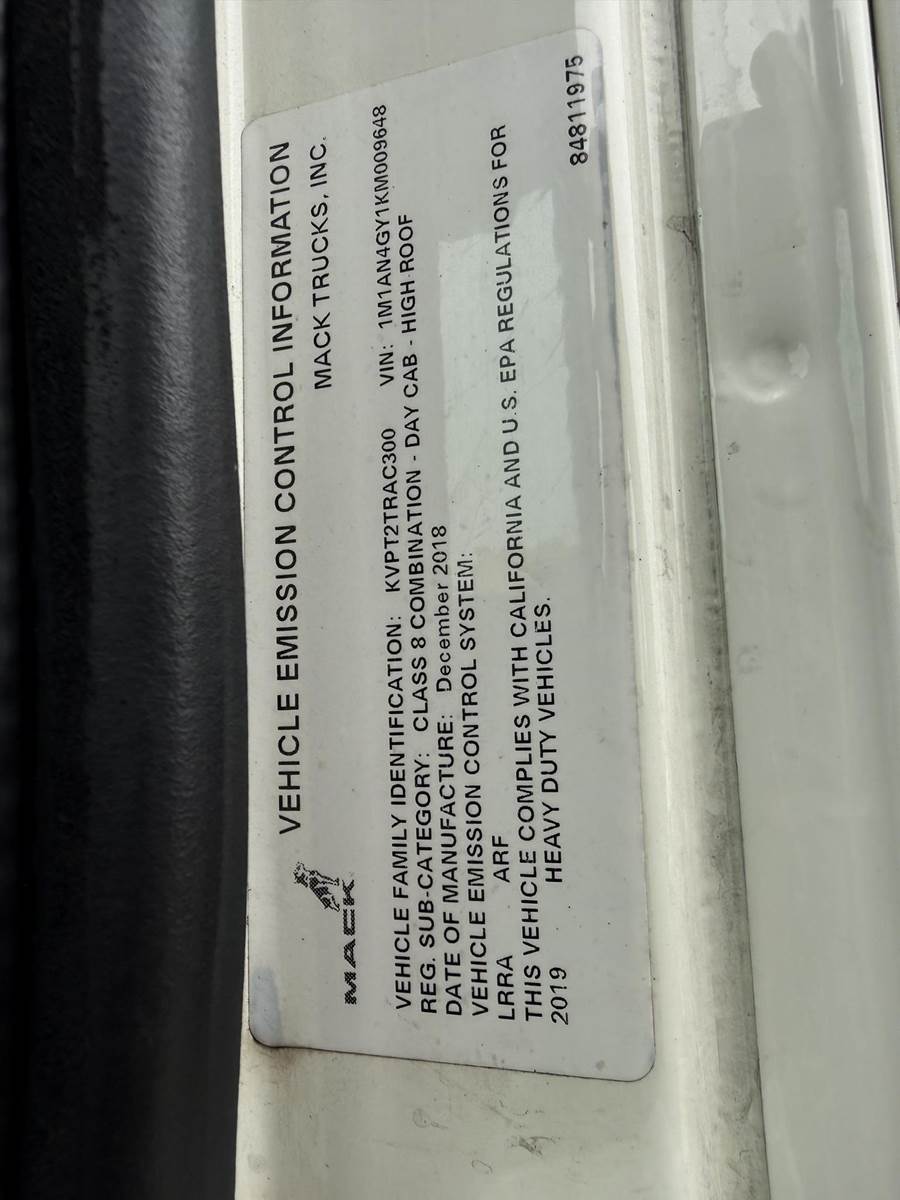 VEHICLE EMISSION CONTROL INFORMATION
MACK
MACK TRUCKS, INC.
VEHICLE FAMILY IDENTIFICATION: KVPT2TRAC300 VIN: 1M1AN4GY1KM009648
REG. SUB-CATEGORY: CLASS 8 COMBINATION - DAY CAB - HIGH ROOF
DATE OF MANUFACTURE: December 2018
VEHICLE EMISSION CONTROL SYSTEM:
LRRA ARF
THIS VEHICLE COMPLIES WITH CALIFORNIA AND U.S. EPA REGULATIONS FOR
2019 HEAVY DUTY VEHICLES.
84811975